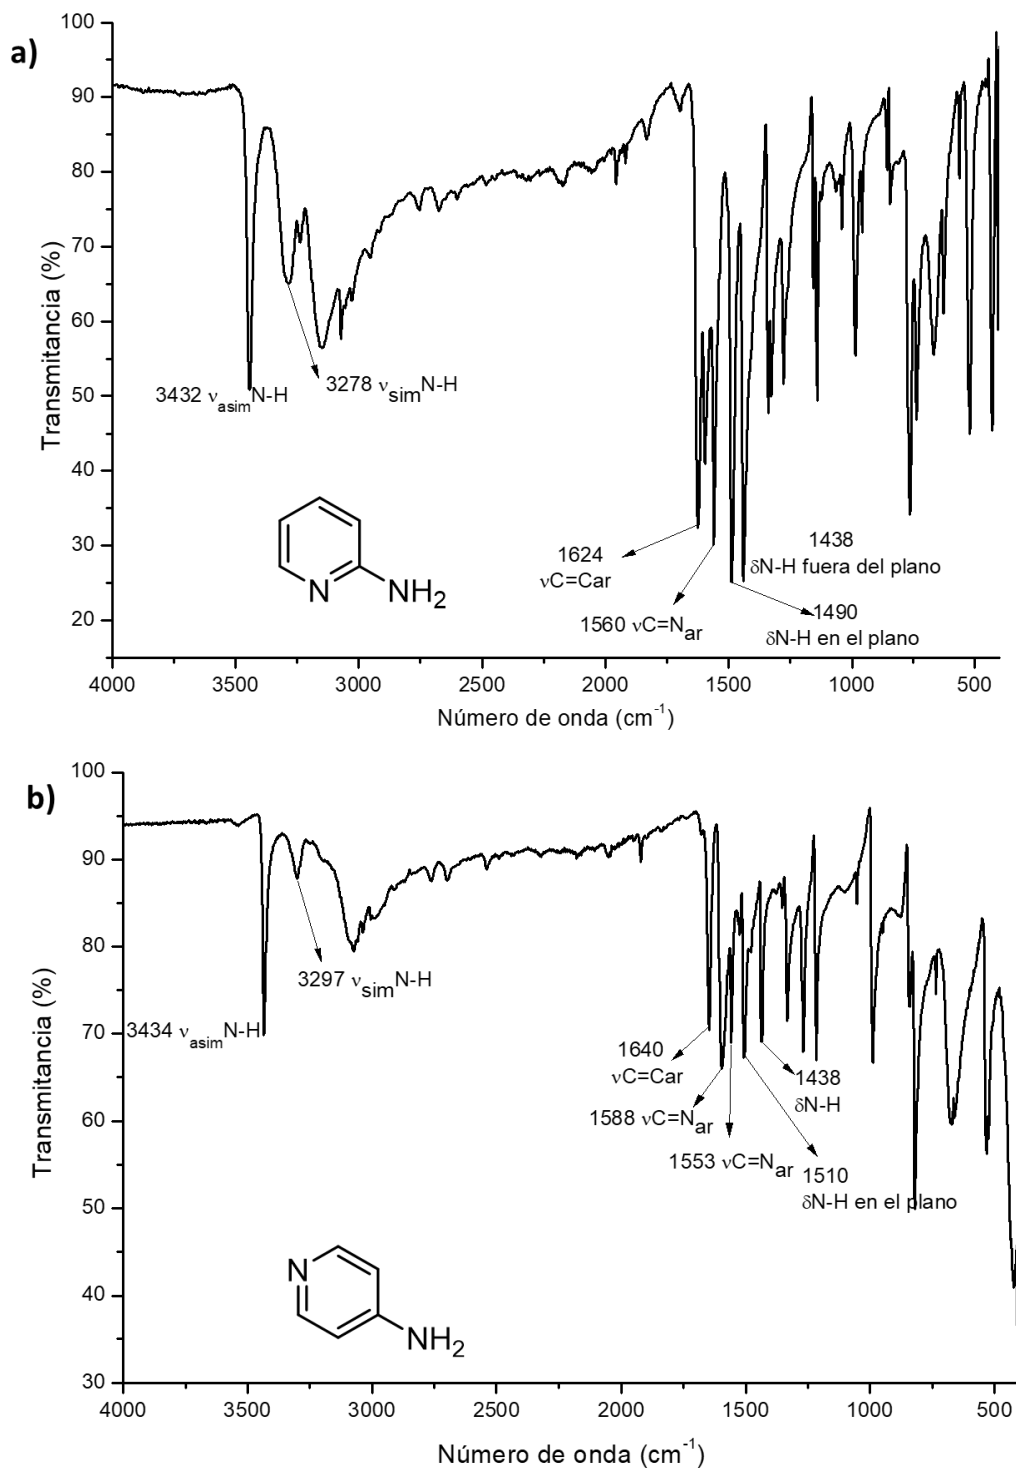 a)
100
90
80
70
60
50
40
30
20
Transmitancia (%)
3432 νasimN-H
3278 νsimN-H
1624
νC=Car
1560 νC=Nar
1438
δN-H fuera del plano
1490
δN-H en el plano
N
NH2
4000 3500 3000 2500 2000 1500 1000 500
Número de onda (cm-1)
b)
100
90
80
70
60
50
40
30
Transmitancia (%)
3434 νasimN-H
3297 νsimN-H
1640
νC=Car
1588 νC=Nar
1553 νC=Nar
1438
δN-H
1510
δN-H en el plano
N
NH2
4000 3500 3000 2500 2000 1500 1000 500
Número de onda (cm-1)